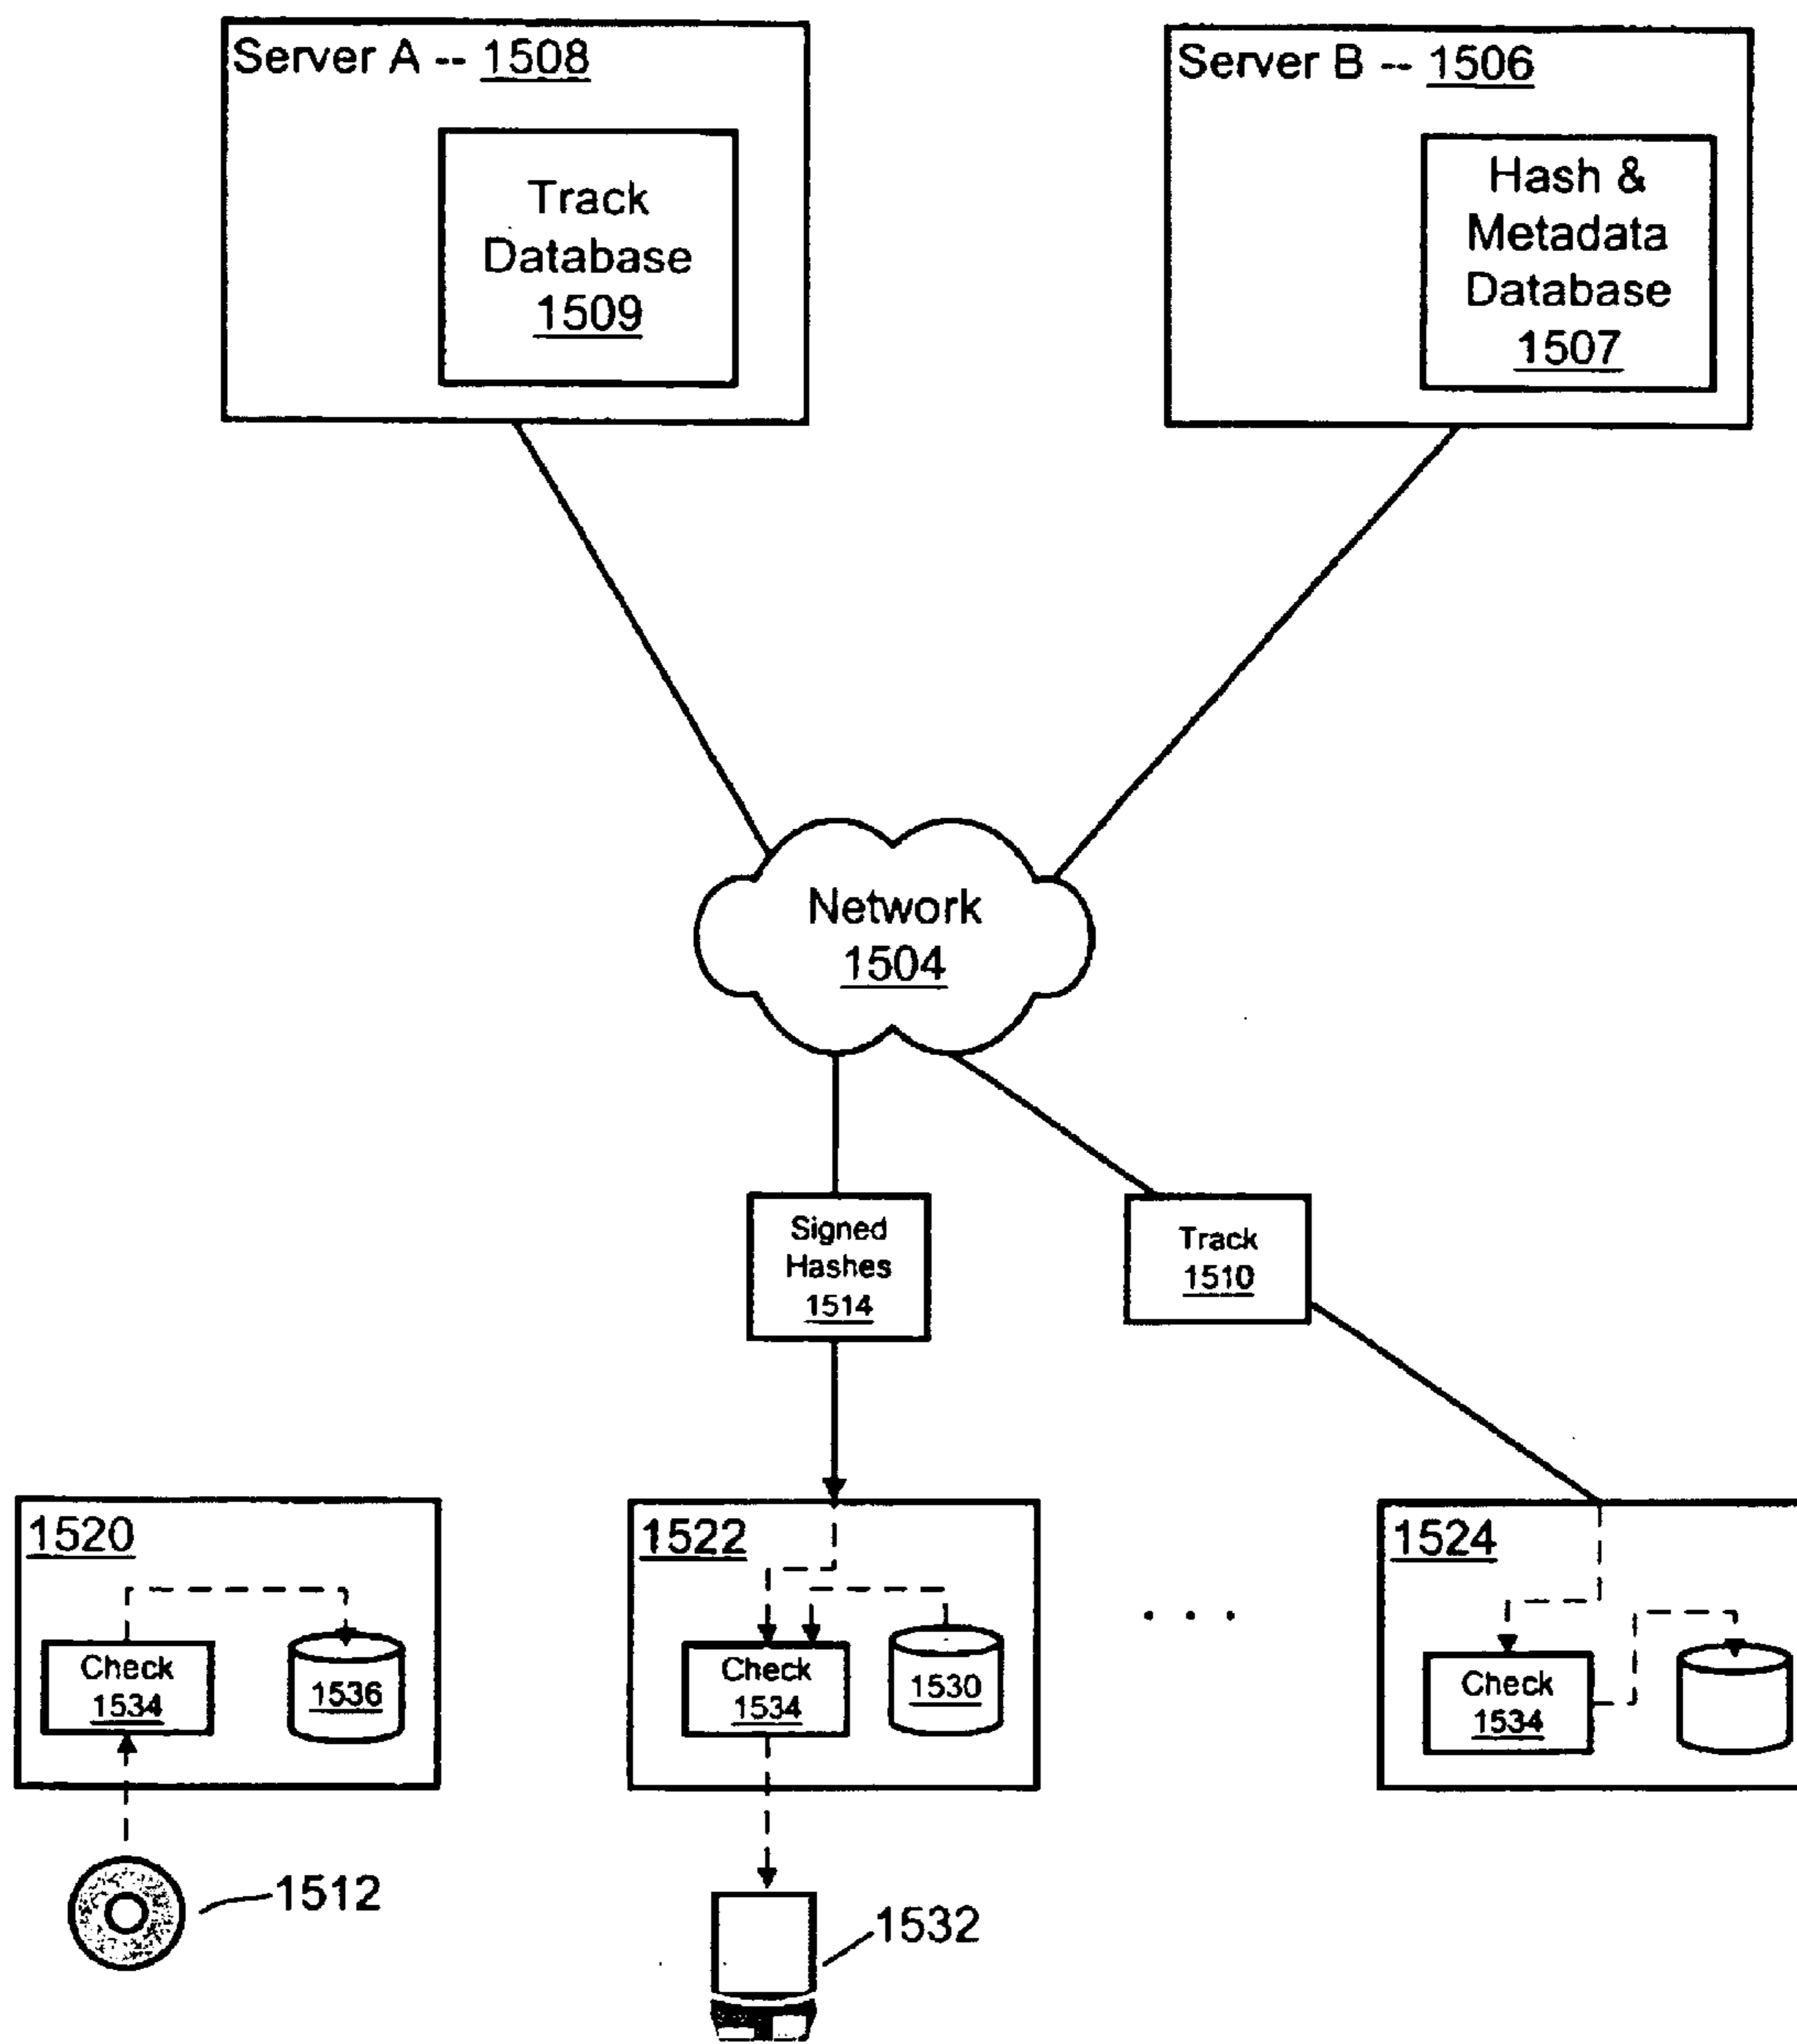 Server A -- 1508
Track
Database
1509
Server B -- 1506
Hash &
Metadata
Database
1507
Network
1504
Signed
Hashes
1514
Track
1510
1520
Check
1534
1536
1522
Check
1534
1530
. . .
1524
Check
1534
1512
1532